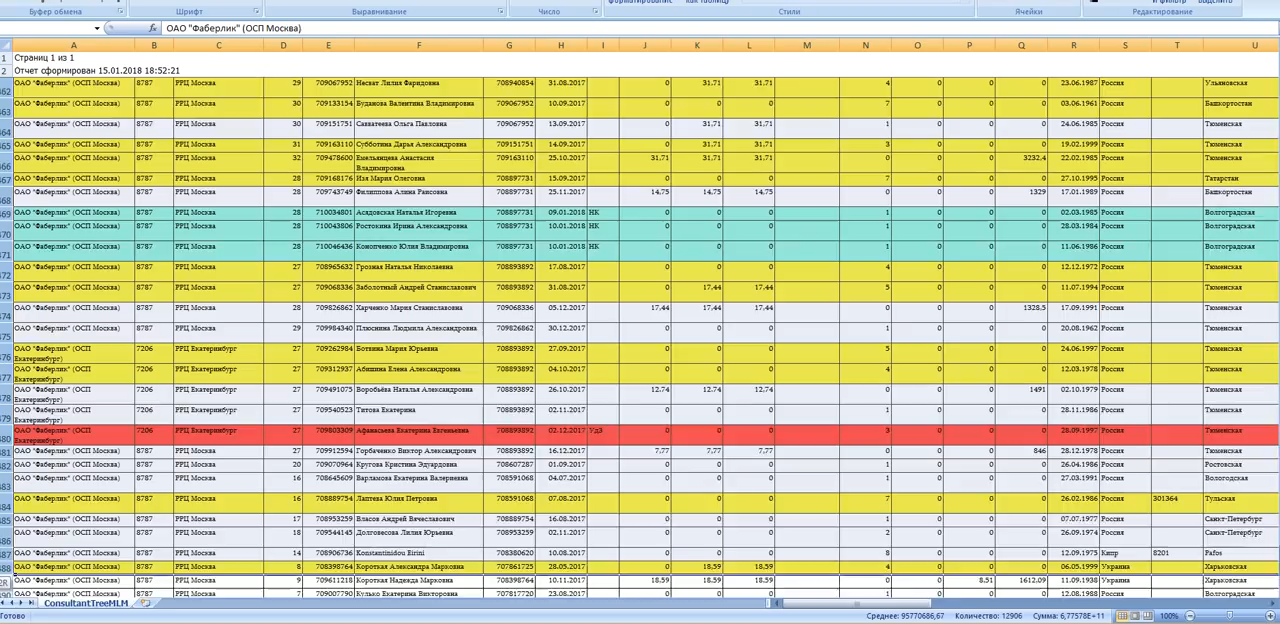 Буфер обмена Шрифт Выравнивание Число Стили Ячейки Редактирование
fx ОАО "Фаберлик" (ОСП Москва)
A B C D E F G H I J K L M N O P Q R S T U
1 Страниц 1 из 1
2 Отчет сформирован 15.01.2018 18:52:21
462 ОАО "Фаберлик" (ОСП Москва) 8787 РРЦ Москва 29 709067952 Несват Лилия Фаридовна 708940854 31.08.2017 0 31,71 31,71 4 0 0 0 23.06.1987 Россия Ульяновская
463 ОАО "Фаберлик" (ОСП Москва) 8787 РРЦ Москва 30 709133154 Буданова Валентина Владимировна 709067952 10.09.2017 0 0 0 7 0 0 0 03.06.1961 Россия Башкортостан
464 ОАО "Фаберлик" (ОСП Москва) 8787 РРЦ Москва 30 709151751 Савватеева Ольга Павловна 709067952 13.09.2017 0 31,71 31,71 1 0 0 0 24.06.1985 Россия Тюменская
465 ОАО "Фаберлик" (ОСП Москва) 8787 РРЦ Москва 31 709163110 Субботина Дарья Александровна 709151751 14.09.2017 0 31,71 31,71 3 0 0 0 19.02.1999 Россия Тюменская
466 ОАО "Фаберлик" (ОСП Москва) 8787 РРЦ Москва 32 709478600 Емельянцева Анастасия 709163110 25.10.2017 31,71 31,71 31,71 0 0 0 3232,4 22.02.1985 Россия Тюменская
Владимировна
467 ОАО "Фаберлик" (ОСП Москва) 8787 РРЦ Москва 28 709168176 Изя Мария Олеговна 708897731 15.09.2017 0 0 0 7 0 0 0 27.10.1995 Россия Татарстан
468 ОАО "Фаберлик" (ОСП Москва) 8787 РРЦ Москва 28 709743749 Филиппова Алина Раисовна 708897731 25.11.2017 14,75 14,75 14,75 0 0 0 1329 17.01.1989 Россия Башкортостан
469 ОАО "Фаберлик" (ОСП Москва) 8787 РРЦ Москва 28 710034801 Асадовская Наталья Игоревна 708897731 09.01.2018 НК 0 0 0 1 0 0 0 02.03.1985 Россия Волгоградская
470 ОАО "Фаберлик" (ОСП Москва) 8787 РРЦ Москва 28 710043806 Ростокина Ирина Александровна 708897731 10.01.2018 НК 0 0 0 1 0 0 0 28.03.1984 Россия Волгоградская
471 ОАО "Фаберлик" (ОСП Москва) 8787 РРЦ Москва 28 710046436 Конопченко Юлия Владимировна 708897731 10.01.2018 НК 0 0 0 1 0 0 0 11.06.1986 Россия Волгоградская
472 ОАО "Фаберлик" (ОСП Москва) 8787 РРЦ Москва 27 708965632 Грозная Наталья Николаевна 708893892 17.08.2017 0 0 0 4 0 0 0 12.12.1972 Россия Тюменская
473 ОАО "Фаберлик" (ОСП Москва) 8787 РРЦ Москва 27 709068336 Заболотный Андрей Станиславович 708893892 31.08.2017 0 17,44 17,44 5 0 0 0 11.07.1994 Россия Тюменская
474 ОАО "Фаберлик" (ОСП Москва) 8787 РРЦ Москва 28 709826862 Харченко Мария Станиславовна 709068336 05.12.2017 17,44 17,44 17,44 0 0 0 1328,5 17.09.1991 Россия Тюменская
475 ОАО "Фаберлик" (ОСП Москва) 8787 РРЦ Москва 29 709984340 Плюснина Людмила Александровна 709826862 30.12.2017 0 0 0 1 0 0 0 20.08.1962 Россия Тюменская
476 ОАО "Фаберлик" (ОСП 7206 РРЦ Екатеринбург 27 709262984 Ботвина Мария Юрьевна 708893892 27.09.2017 0 0 0 5 0 0 0 24.06.1997 Россия Тюменская
Екатеринбург)
477 ОАО "Фаберлик" (ОСП 7206 РРЦ Екатеринбург 27 709312937 Абишина Елена Александровна 708893892 04.10.2017 0 0 0 4 0 0 0 12.03.1978 Россия Тюменская
Екатеринбург)
478 ОАО "Фаберлик" (ОСП 7206 РРЦ Екатеринбург 27 709491075 Воробьёва Наталья Александровна 708893892 26.10.2017 12,74 12,74 12,74 0 0 0 1491 02.10.1979 Россия Тюменская
Екатеринбург)
479 ОАО "Фаберлик" (ОСП 7206 РРЦ Екатеринбург 27 709540523 Титова Екатерина 708893892 02.11.2017 0 0 0 1 0 0 0 28.11.1986 Россия Тюменская
Екатеринбург)
480 ОАО "Фаберлик" (ОСП 7206 РРЦ Екатеринбург 27 709803309 Афанасьева Екатерина Евгеньевна 708893892 02.12.2017 УдЗ 0 0 0 3 0 0 0 28.09.1997 Россия Тюменская
Екатеринбург)
481 ОАО "Фаберлик" (ОСП Москва) 8787 РРЦ Москва 27 709912594 Горбаченко Виктор Александрович 708893892 16.12.2017 7,77 7,77 7,77 0 0 0 846 28.12.1978 Россия Тюменская
482 ОАО "Фаберлик" (ОСП Москва) 8787 РРЦ Москва 20 709070964 Кругова Кристина Эдуардовна 708607287 01.09.2017 0 0 0 1 0 0 0 26.04.1986 Россия Ростовская
483 ОАО "Фаберлик" (ОСП Москва) 8787 РРЦ Москва 16 708645609 Варламова Екатерина Валериевна 708591068 04.07.2017 0 0 0 1 0 0 0 27.03.1991 Россия Вологодская
484 ОАО "Фаберлик" (ОСП Москва) 8787 РРЦ Москва 16 708889754 Лаптева Юлия Петровна 708591068 07.08.2017 0 0 0 7 0 0 0 26.02.1986 Россия 301364 Тульская
485 ОАО "Фаберлик" (ОСП Москва) 8787 РРЦ Москва 17 708953259 Власов Андрей Вячеславович 708889754 16.08.2017 0 0 0 1 0 0 0 07.07.1977 Россия Санкт-Петербург
486 ОАО "Фаберлик" (ОСП Москва) 8787 РРЦ Москва 18 709544145 Долговесова Лилия Юрьевна 708953259 02.11.2017 0 0 0 2 0 0 0 26.09.1974 Россия Санкт-Петербург
487 ОАО "Фаберлик" (ОСП Москва) 8787 РРЦ Москва 14 708906736 Konstantinidou Eirini 708380620 10.08.2017 0 0 0 8 0 0 0 12.09.1975 Кипр 8201 Pafos
488 ОАО "Фаберлик" (ОСП Москва) 8787 РРЦ Москва 8 708398764 Короткая Александра Марковна 707861725 28.05.2017 0 18,59 18,59 4 0 0 0 06.05.1999 Украина Харьковская
ОАО "Фаберлик" (ОСП Москва) 8787 РРЦ Москва 9 709611218 Короткая Надежда Марковна 708398764 10.11.2017 18,59 18,59 18,59 0 0 8,51 1612,09 11.09.1938 Украина Харьковская
ОАО "Фаберлик" (ОСП Москва) 8787 РРЦ Москва 7 709007790 Кулько Екатерина Викторовна 707817720 23.08.2017 0 0 0 1 0 0 0 12.08.1988 Россия Волгоградская
ConsultantTreeMLM
Готово Среднее: 95770686,67 Количество: 12906 Сумма: 6,77578E+11 100%